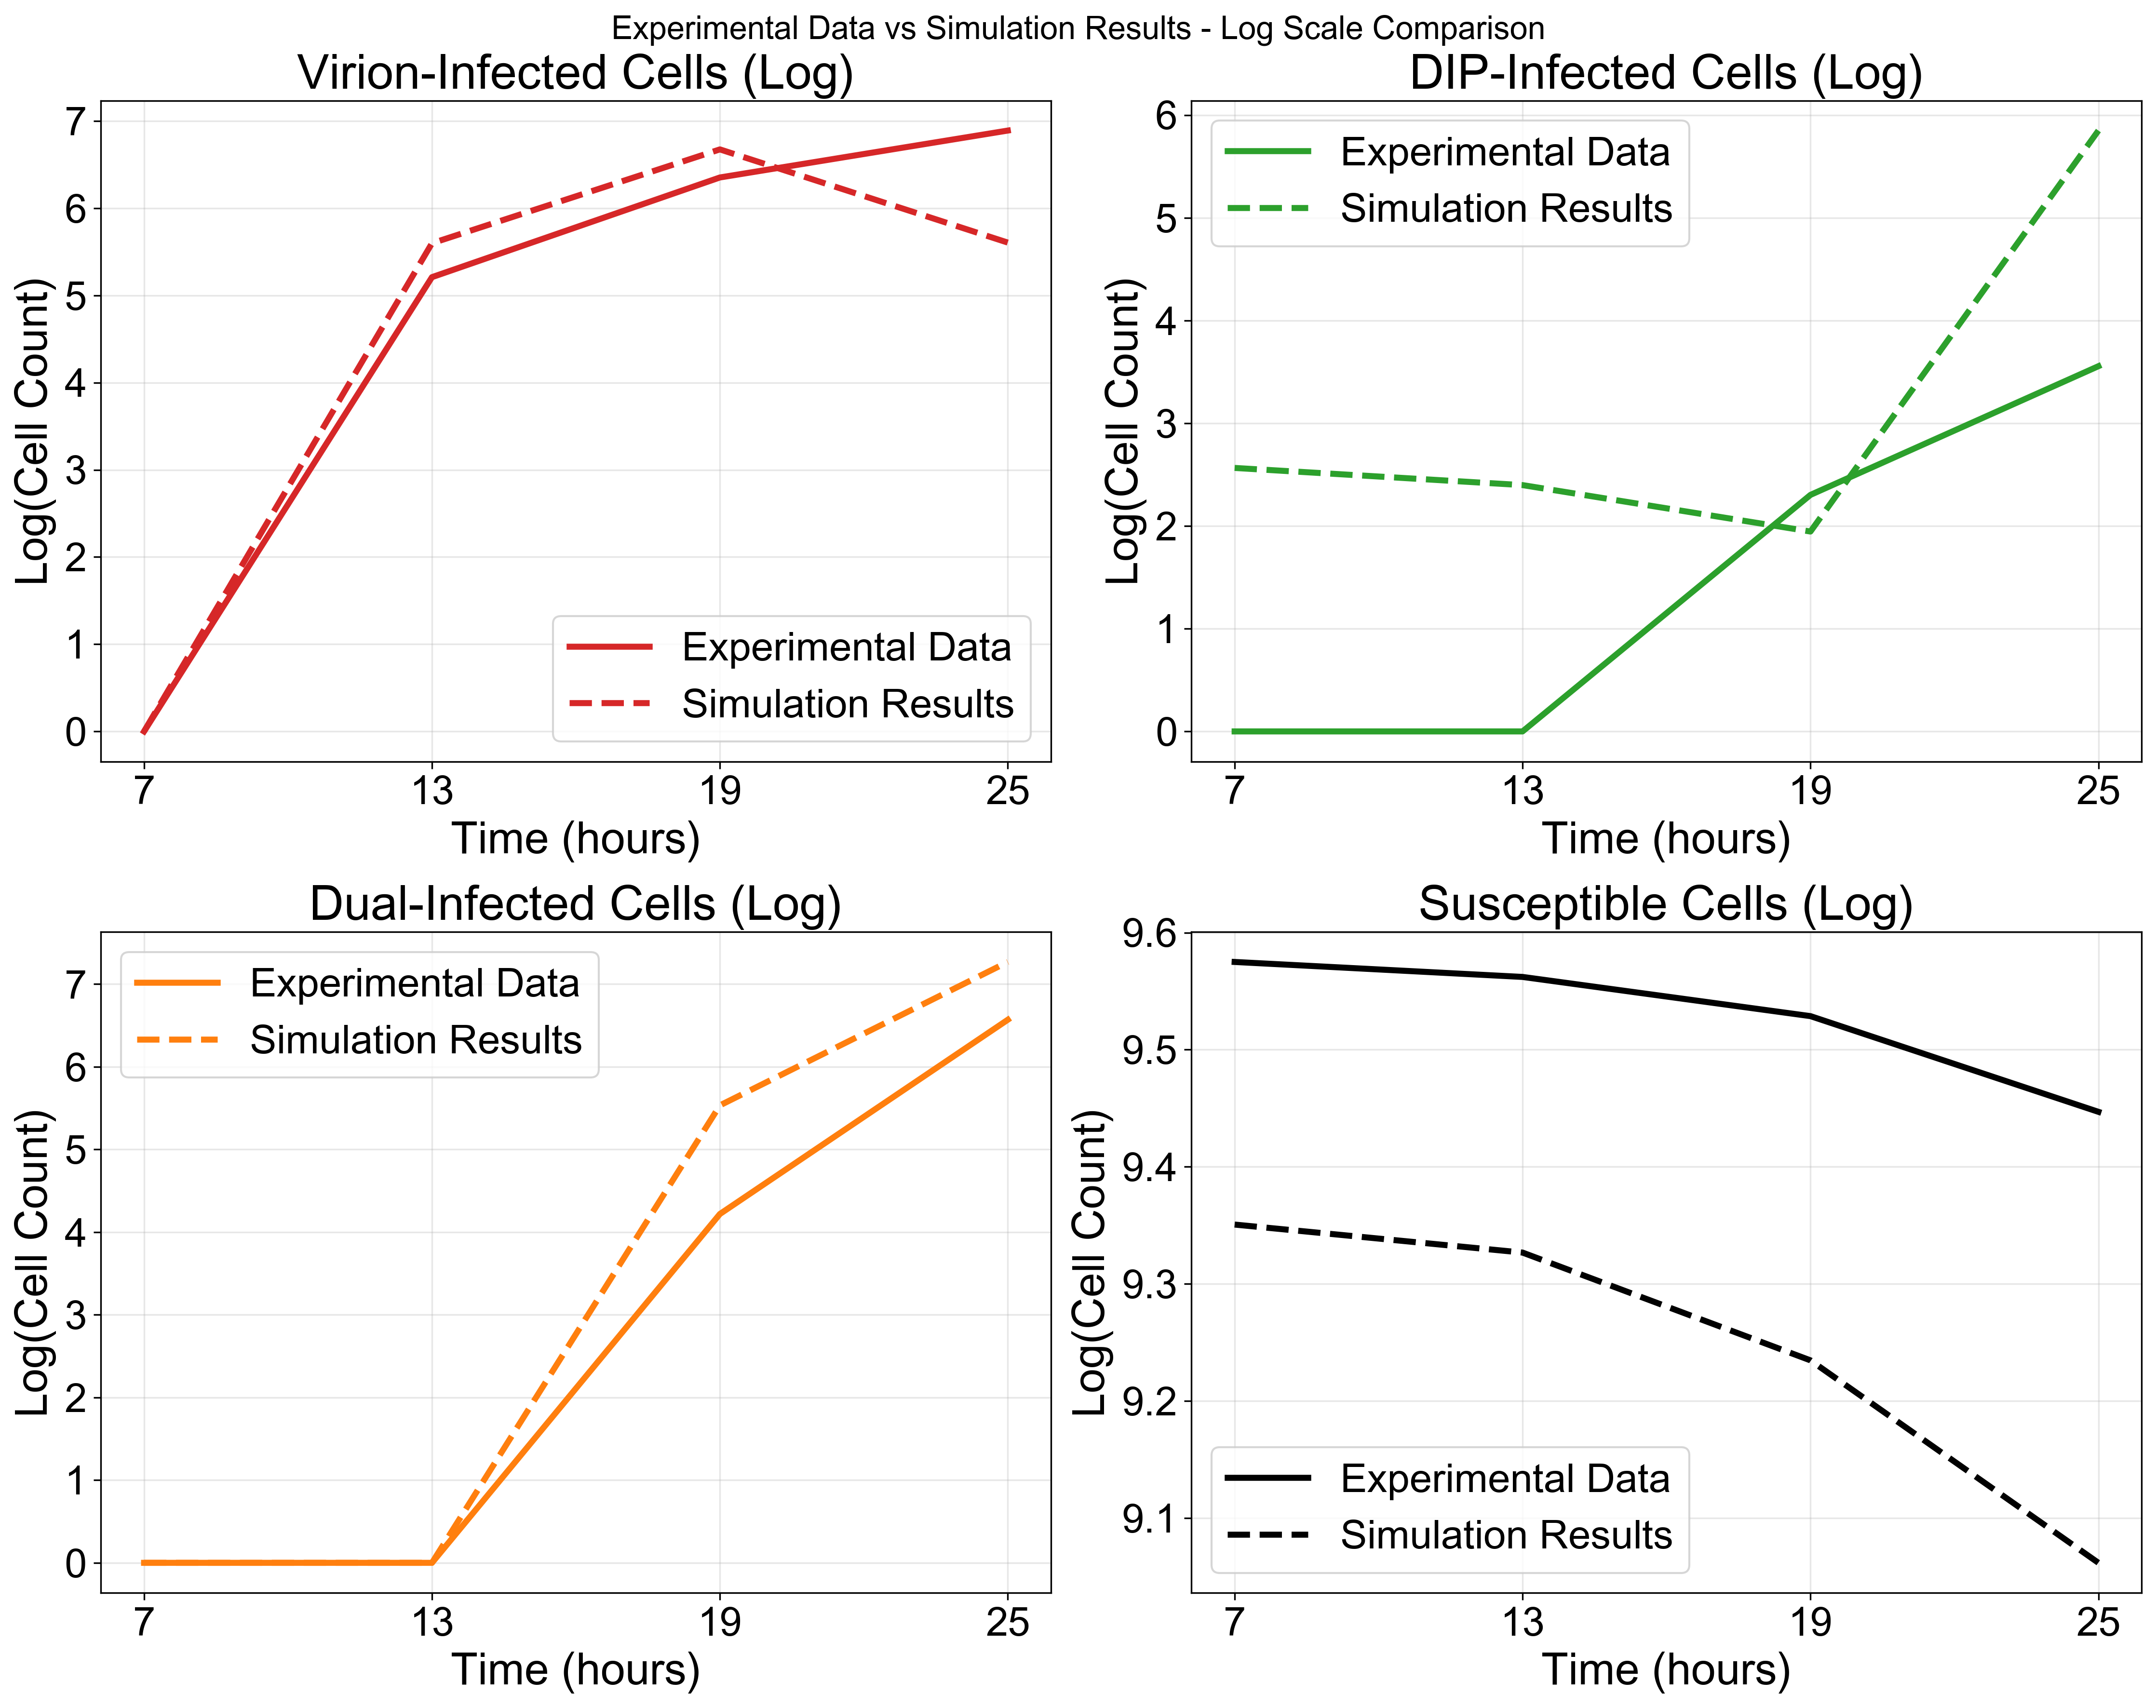 Experimental Data vs Simulation Results - Log Scale Comparison
Virion-Infected Cells (Log)
7
6
5
4
3
2
1
0
Log(Cell Count)
Experimental Data
Simulation Results
7 13 19 25
Time (hours)
DIP-Infected Cells (Log)
6
5
4
3
2
1
0
Log(Cell Count)
Experimental Data
Simulation Results
7 13 19 25
Time (hours)
Dual-Infected Cells (Log)
7
6
5
4
3
2
1
0
Log(Cell Count)
Experimental Data
Simulation Results
7 13 19 25
Time (hours)
Susceptible Cells (Log)
9.6
9.5
9.4
9.3
9.2
9.1
Log(Cell Count)
Experimental Data
Simulation Results
7 13 19 25
Time (hours)